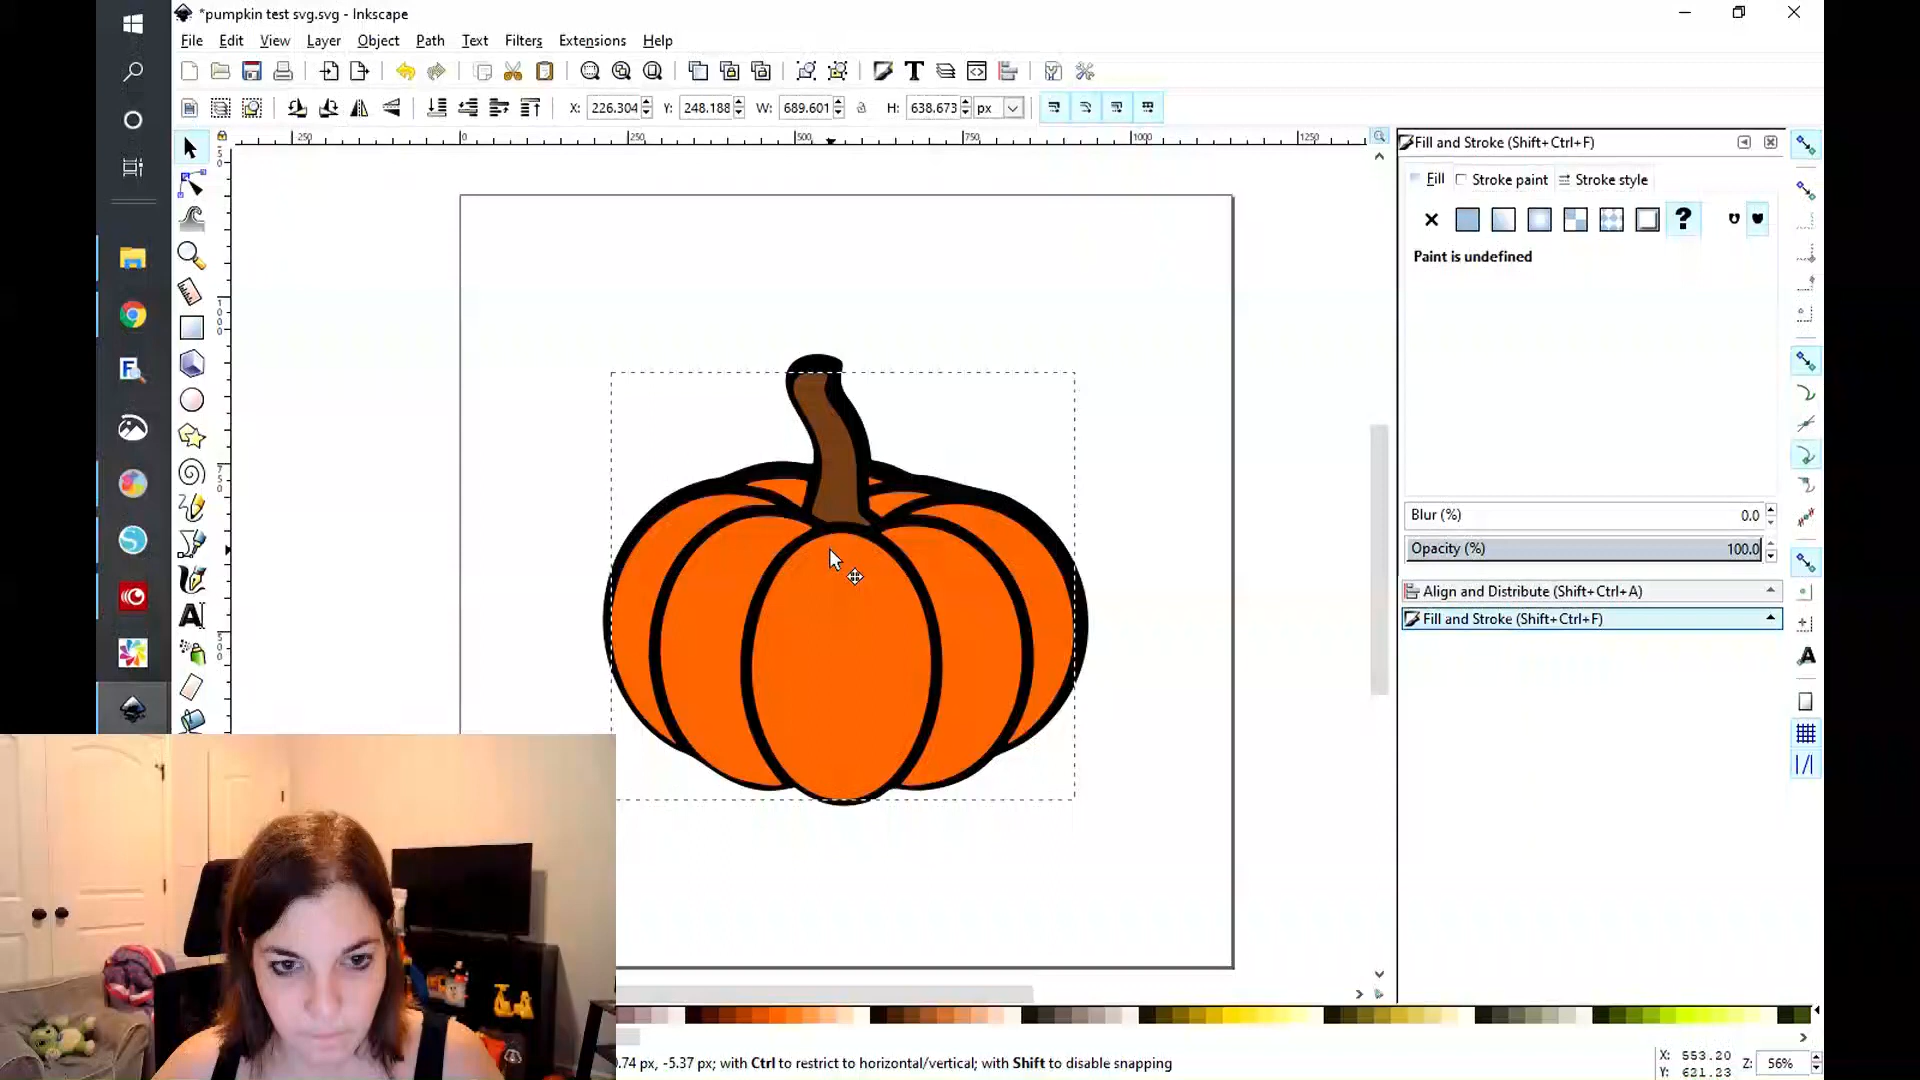 *pumpkin test svg.svg - Inkscape
File Edit View Layer Object Path Text Filters Extensions Help
X: 226.304 Y: 248.188 W: 689.601 H: 638.673 px
250 0 250 500 750 1000 1250
Fill and Stroke (Shift+Ctrl+F)
Fill Stroke paint Stroke style
?
Paint is undefined
Blur (%) 0.0
Opacity (%) 100.0
Align and Distribute (Shift+Ctrl+A)
Fill and Stroke (Shift+Ctrl+F)
0.74 px, -5.37 px; with Ctrl to restrict to horizontal/vertical; with Shift to disable snapping
X: 553.20
Y: 621.23
Z: 56%